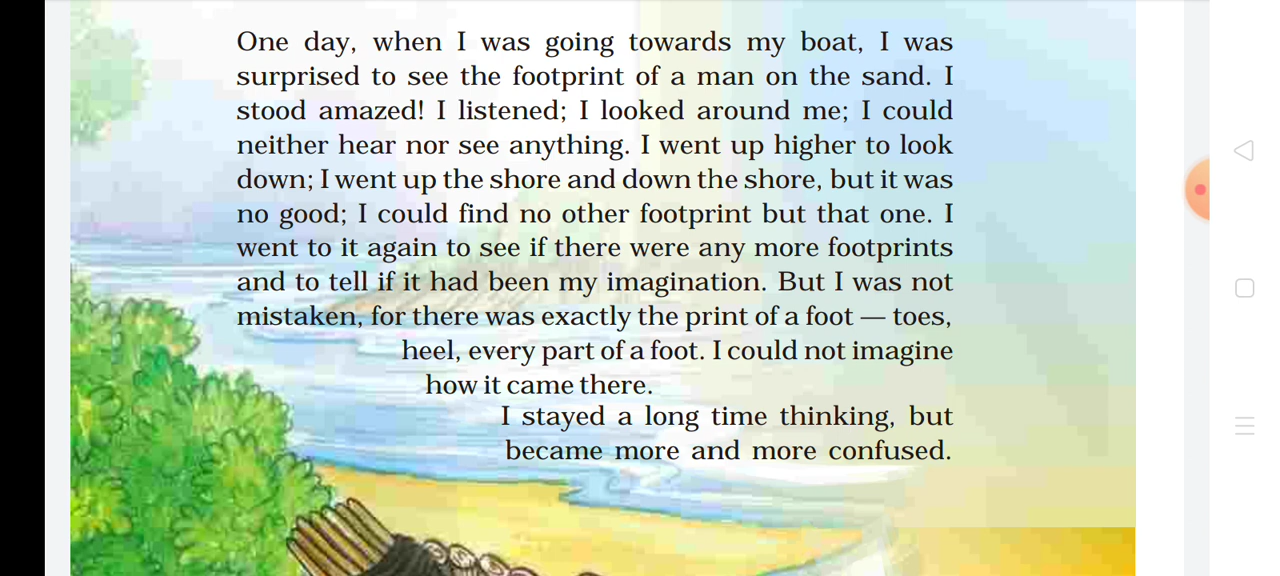 One day, when I was going towards my boat, I was
surprised to see the footprint of a man on the sand. I
stood amazed! I listened; I looked around me; I could
neither hear nor see anything. I went up higher to look
down; I went up the shore and down the shore, but it was
no good; I could find no other footprint but that one. I
went to it again to see if there were any more footprints
and to tell if it had been my imagination. But I was not
mistaken, for there was exactly the print of a foot — toes,
heel, every part of a foot. I could not imagine
how it came there.
I stayed a long time thinking, but
became more and more confused.